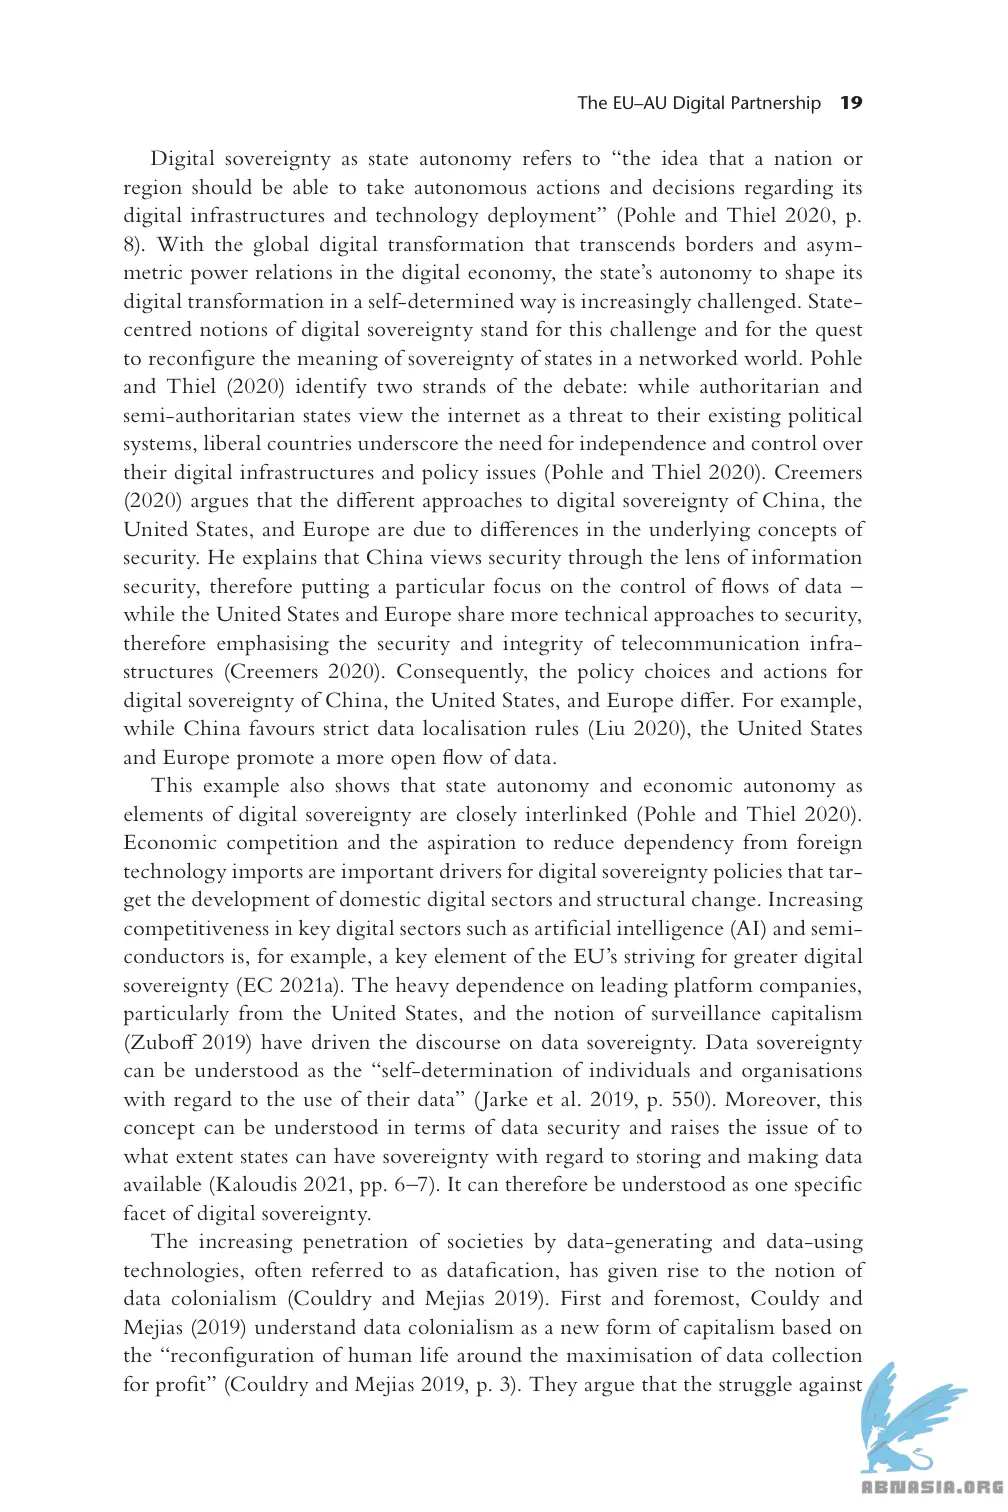 The EU–AU Digital Partnership 19
Digital sovereignty as state autonomy refers to “the idea that a nation or
region should be able to take autonomous actions and decisions regarding its
digital infrastructures and technology deployment” (Pohle and Thiel 2020, p.
8). With the global digital transformation that transcends borders and asym-
metric power relations in the digital economy, the state’s autonomy to shape its
digital transformation in a self-determined way is increasingly challenged. State-
centred notions of digital sovereignty stand for this challenge and for the quest
to reconfigure the meaning of sovereignty of states in a networked world. Pohle
and Thiel (2020) identify two strands of the debate: while authoritarian and
semi-authoritarian states view the internet as a threat to their existing political
systems, liberal countries underscore the need for independence and control over
their digital infrastructures and policy issues (Pohle and Thiel 2020). Creemers
(2020) argues that the different approaches to digital sovereignty of China, the
United States, and Europe are due to differences in the underlying concepts of
security. He explains that China views security through the lens of information
security, therefore putting a particular focus on the control of flows of data –
while the United States and Europe share more technical approaches to security,
therefore emphasising the security and integrity of telecommunication infra-
structures (Creemers 2020). Consequently, the policy choices and actions for
digital sovereignty of China, the United States, and Europe differ. For example,
while China favours strict data localisation rules (Liu 2020), the United States
and Europe promote a more open flow of data.
This example also shows that state autonomy and economic autonomy as
elements of digital sovereignty are closely interlinked (Pohle and Thiel 2020).
Economic competition and the aspiration to reduce dependency from foreign
technology imports are important drivers for digital sovereignty policies that tar-
get the development of domestic digital sectors and structural change. Increasing
competitiveness in key digital sectors such as artificial intelligence (AI) and semi-
conductors is, for example, a key element of the EU’s striving for greater digital
sovereignty (EC 2021a). The heavy dependence on leading platform companies,
particularly from the United States, and the notion of surveillance capitalism
(Zuboff 2019) have driven the discourse on data sovereignty. Data sovereignty
can be understood as the “self-determination of individuals and organisations
with regard to the use of their data” (Jarke et al. 2019, p. 550). Moreover, this
concept can be understood in terms of data security and raises the issue of to
what extent states can have sovereignty with regard to storing and making data
available (Kaloudis 2021, pp. 6–7). It can therefore be understood as one specific
facet of digital sovereignty.
The increasing penetration of societies by data-generating and data-using
technologies, often referred to as datafication, has given rise to the notion of
data colonialism (Couldry and Mejias 2019). First and foremost, Couldy and
Mejias (2019) understand data colonialism as a new form of capitalism based on
the “reconfiguration of human life around the maximisation of data collection
for profit” (Couldry and Mejias 2019, p. 3). They argue that the struggle against
ABNASIA.ORG